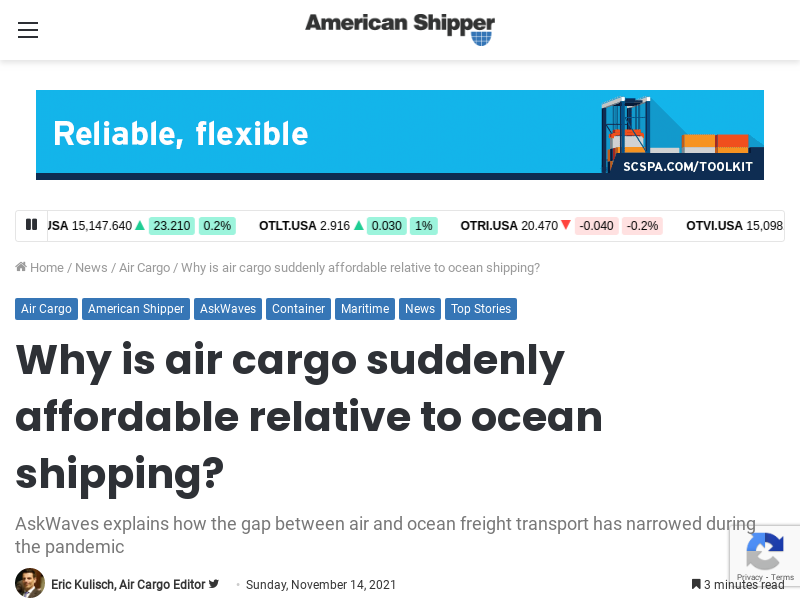 American Shipper
Reliable, flexible
SCSPA.COM/TOOLKIT
USA 15,147.640 23.210 0.2% OTLT.USA 2.916 0.030 1% OTRI.USA 20.470 -0.040 -0.2% OTVI.USA 15,098
Home / News / Air Cargo / Why is air cargo suddenly affordable relative to ocean shipping?
Air Cargo American Shipper AskWaves Container Maritime News Top Stories
Why is air cargo suddenly
affordable relative to ocean
shipping?
AskWaves explains how the gap between air and ocean freight transport has narrowed during
the pandemic
Eric Kulisch, Air Cargo Editor • Sunday, November 14, 2021 3 minutes read
Privacy - Terms